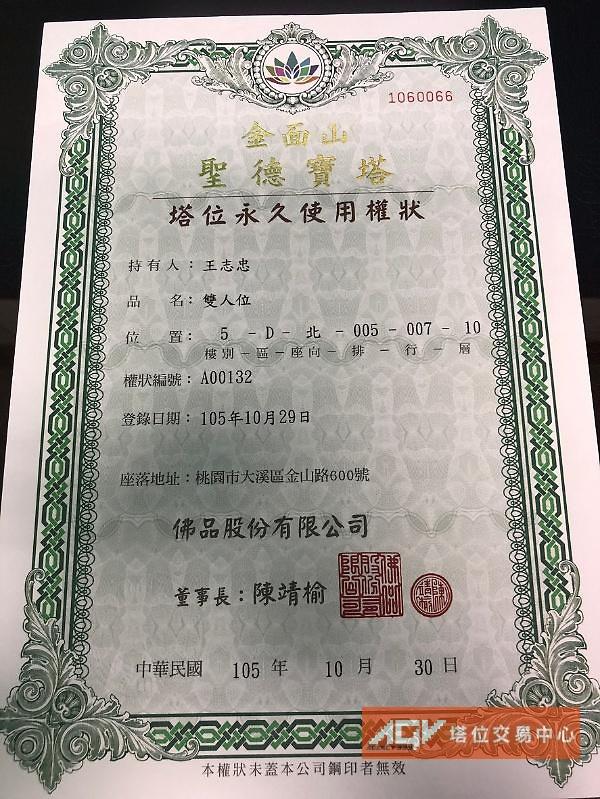 1060066
金面山
聖德寶塔
塔位永久使用權狀
持有人：王志忠
品　名：雙人位
位　置： 5 - D - 北 - 005 - 007 - 10
樓別 - 區 - 座向 - 排 - 行 - 層
權狀編號：A00132
登錄日期：105年10月29日
座落地址：桃園市大溪區金山路600號
佛品股份有限公司
董事長：陳靖榆
中華民國 105 年 10 月 30 日
AGV 塔位交易中心
本權狀未蓋本公司鋼印者無效